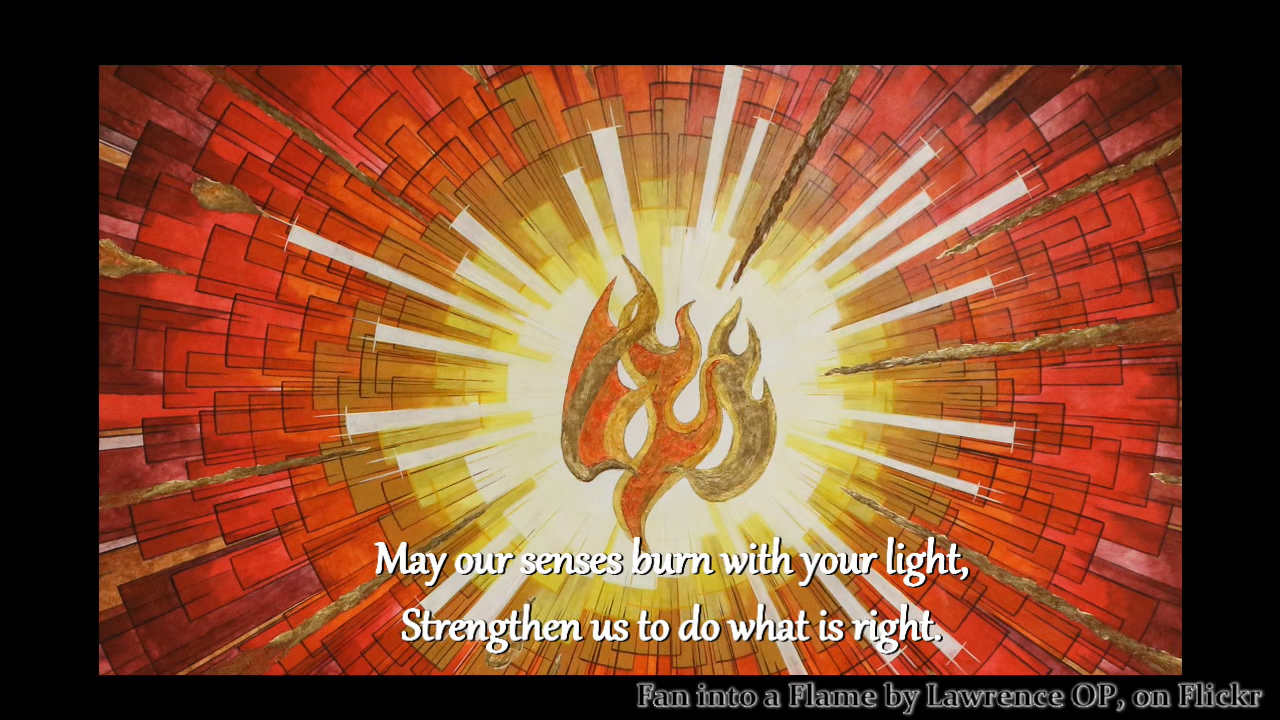 May our senses burn with your light,
Strengthen us to do what is right.
Fan into a Flame by Lawrence OP, on Flickr